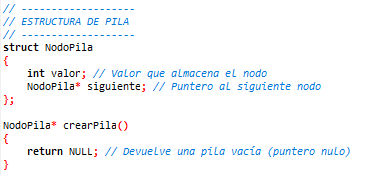 // -------------------
// ESTRUCTURA DE PILA
// -------------------
struct NodoPila
{
    int valor; // Valor que almacena el nodo
    NodoPila* siguiente; // Puntero al siguiente nodo
};

NodoPila* crearPila()
{
    return NULL; // Devuelve una pila vacía (puntero nulo)
}